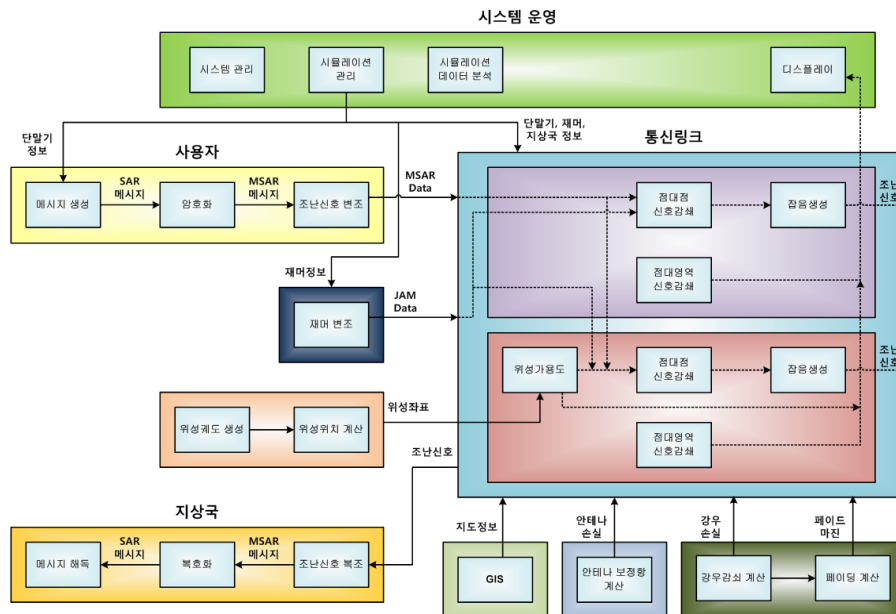 시스템 운영
시스템 관리
시뮬레이션
관리
시뮬레이션
데이터 분석
디스플레이
단말기
정보
단말기, 재머,
지상국 정보
사용자
메시지 생성
SAR
메시지
암호화
MSAR
메시지
조난신호 변조
MSAR
Data
통신링크
점대점
신호감쇄
잡음생성
조난
신호
점대영역
신호감쇄
재머정보
재머 변조
JAM
Data
위성가용도
점대점
신호감쇄
잡음생성
조난
신호
점대영역
신호감쇄
위성궤도 생성
위성위치 계산
위성좌표
조난신호
지상국
메시지 해독
SAR
메시지
복호화
MSAR
메시지
조난신호 복조
지도정보
GIS
안테나
손실
안테나 보정항
계산
강우
손실
페이드
마진
강우감쇠 계산
페이딩 계산